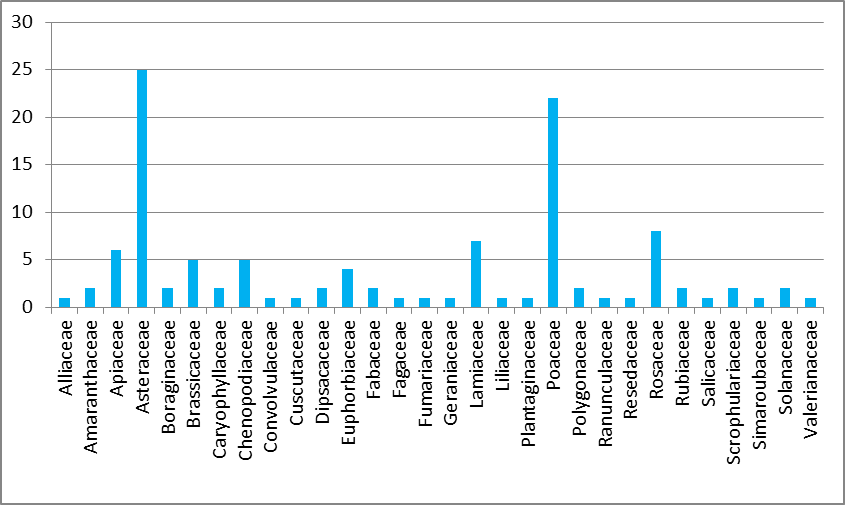 30
25
20
15
10
5
0
Alliaceae
Amaranthaceae
Apiaceae
Asteraceae
Boraginaceae
Brassicaceae
Caryophyllaceae
Chenopodiaceae
Convolvulaceae
Cuscutaceae
Dipsacaceae
Euphorbiaceae
Fabaceae
Fagaceae
Fumariaceae
Geraniaceae
Lamiaceae
Liliaceae
Plantaginaceae
Poaceae
Polygonaceae
Ranunculaceae
Resedaceae
Rosaceae
Rubiaceae
Salicaceae
Scrophulariaceae
Simaroubaceae
Solanaceae
Valerianaceae